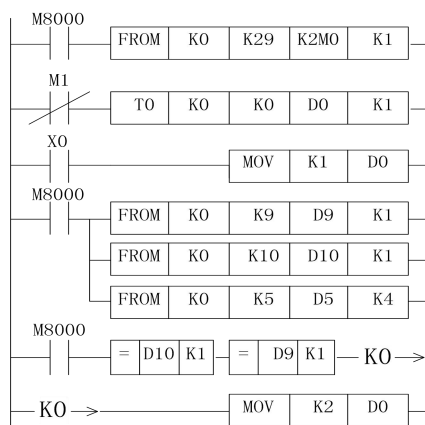 M8000
FROM K0 K29 K2M0 K1
M1
TO K0 K0 D0 K1
X0
MOV K1 D0
M8000
FROM K0 K9 D9 K1
FROM K0 K10 D10 K1
FROM K0 K5 D5 K4
M8000
= D10 K1 = D9 K1 K0
K0 MOV K2 D0